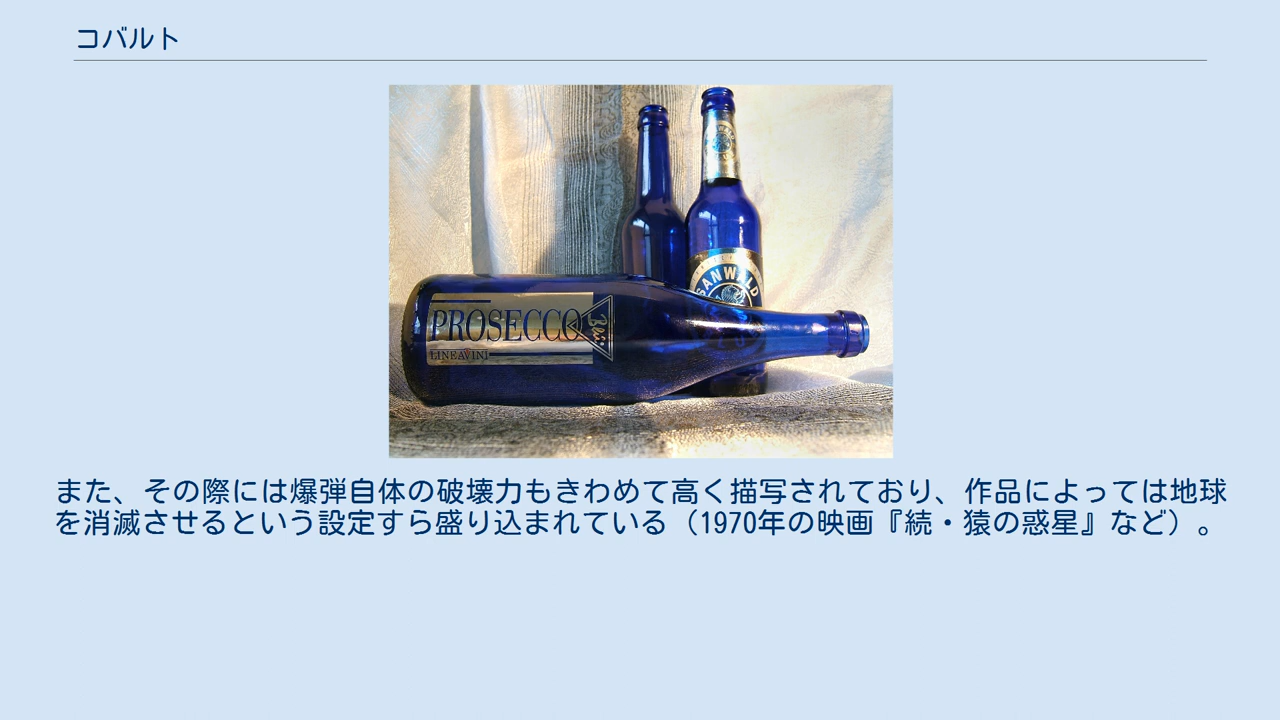 コバルト
SANWALD
PROSECCO
Blu
LINEAVINI
また、その際には爆弾自体の破壊力もきわめて高く描写されており、作品によっては地球
を消滅させるという設定すら盛り込まれている（1970年の映画『続・猿の惑星』など）。